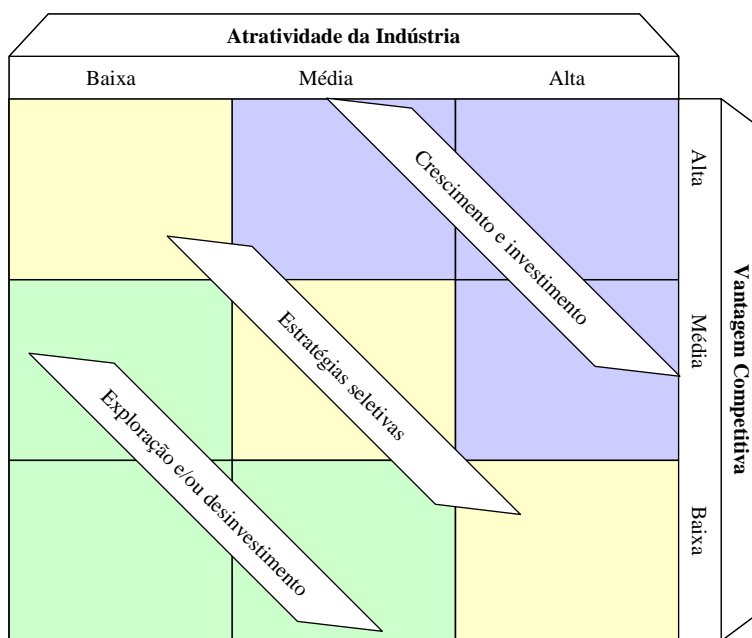 Atratividade da Indústria
Baixa
Média
Alta
Alta
Média
Baixa
Vantagem Competitiva
Crescimento e investimento
Estratégias seletivas
Exploração e/ou desinvestimento